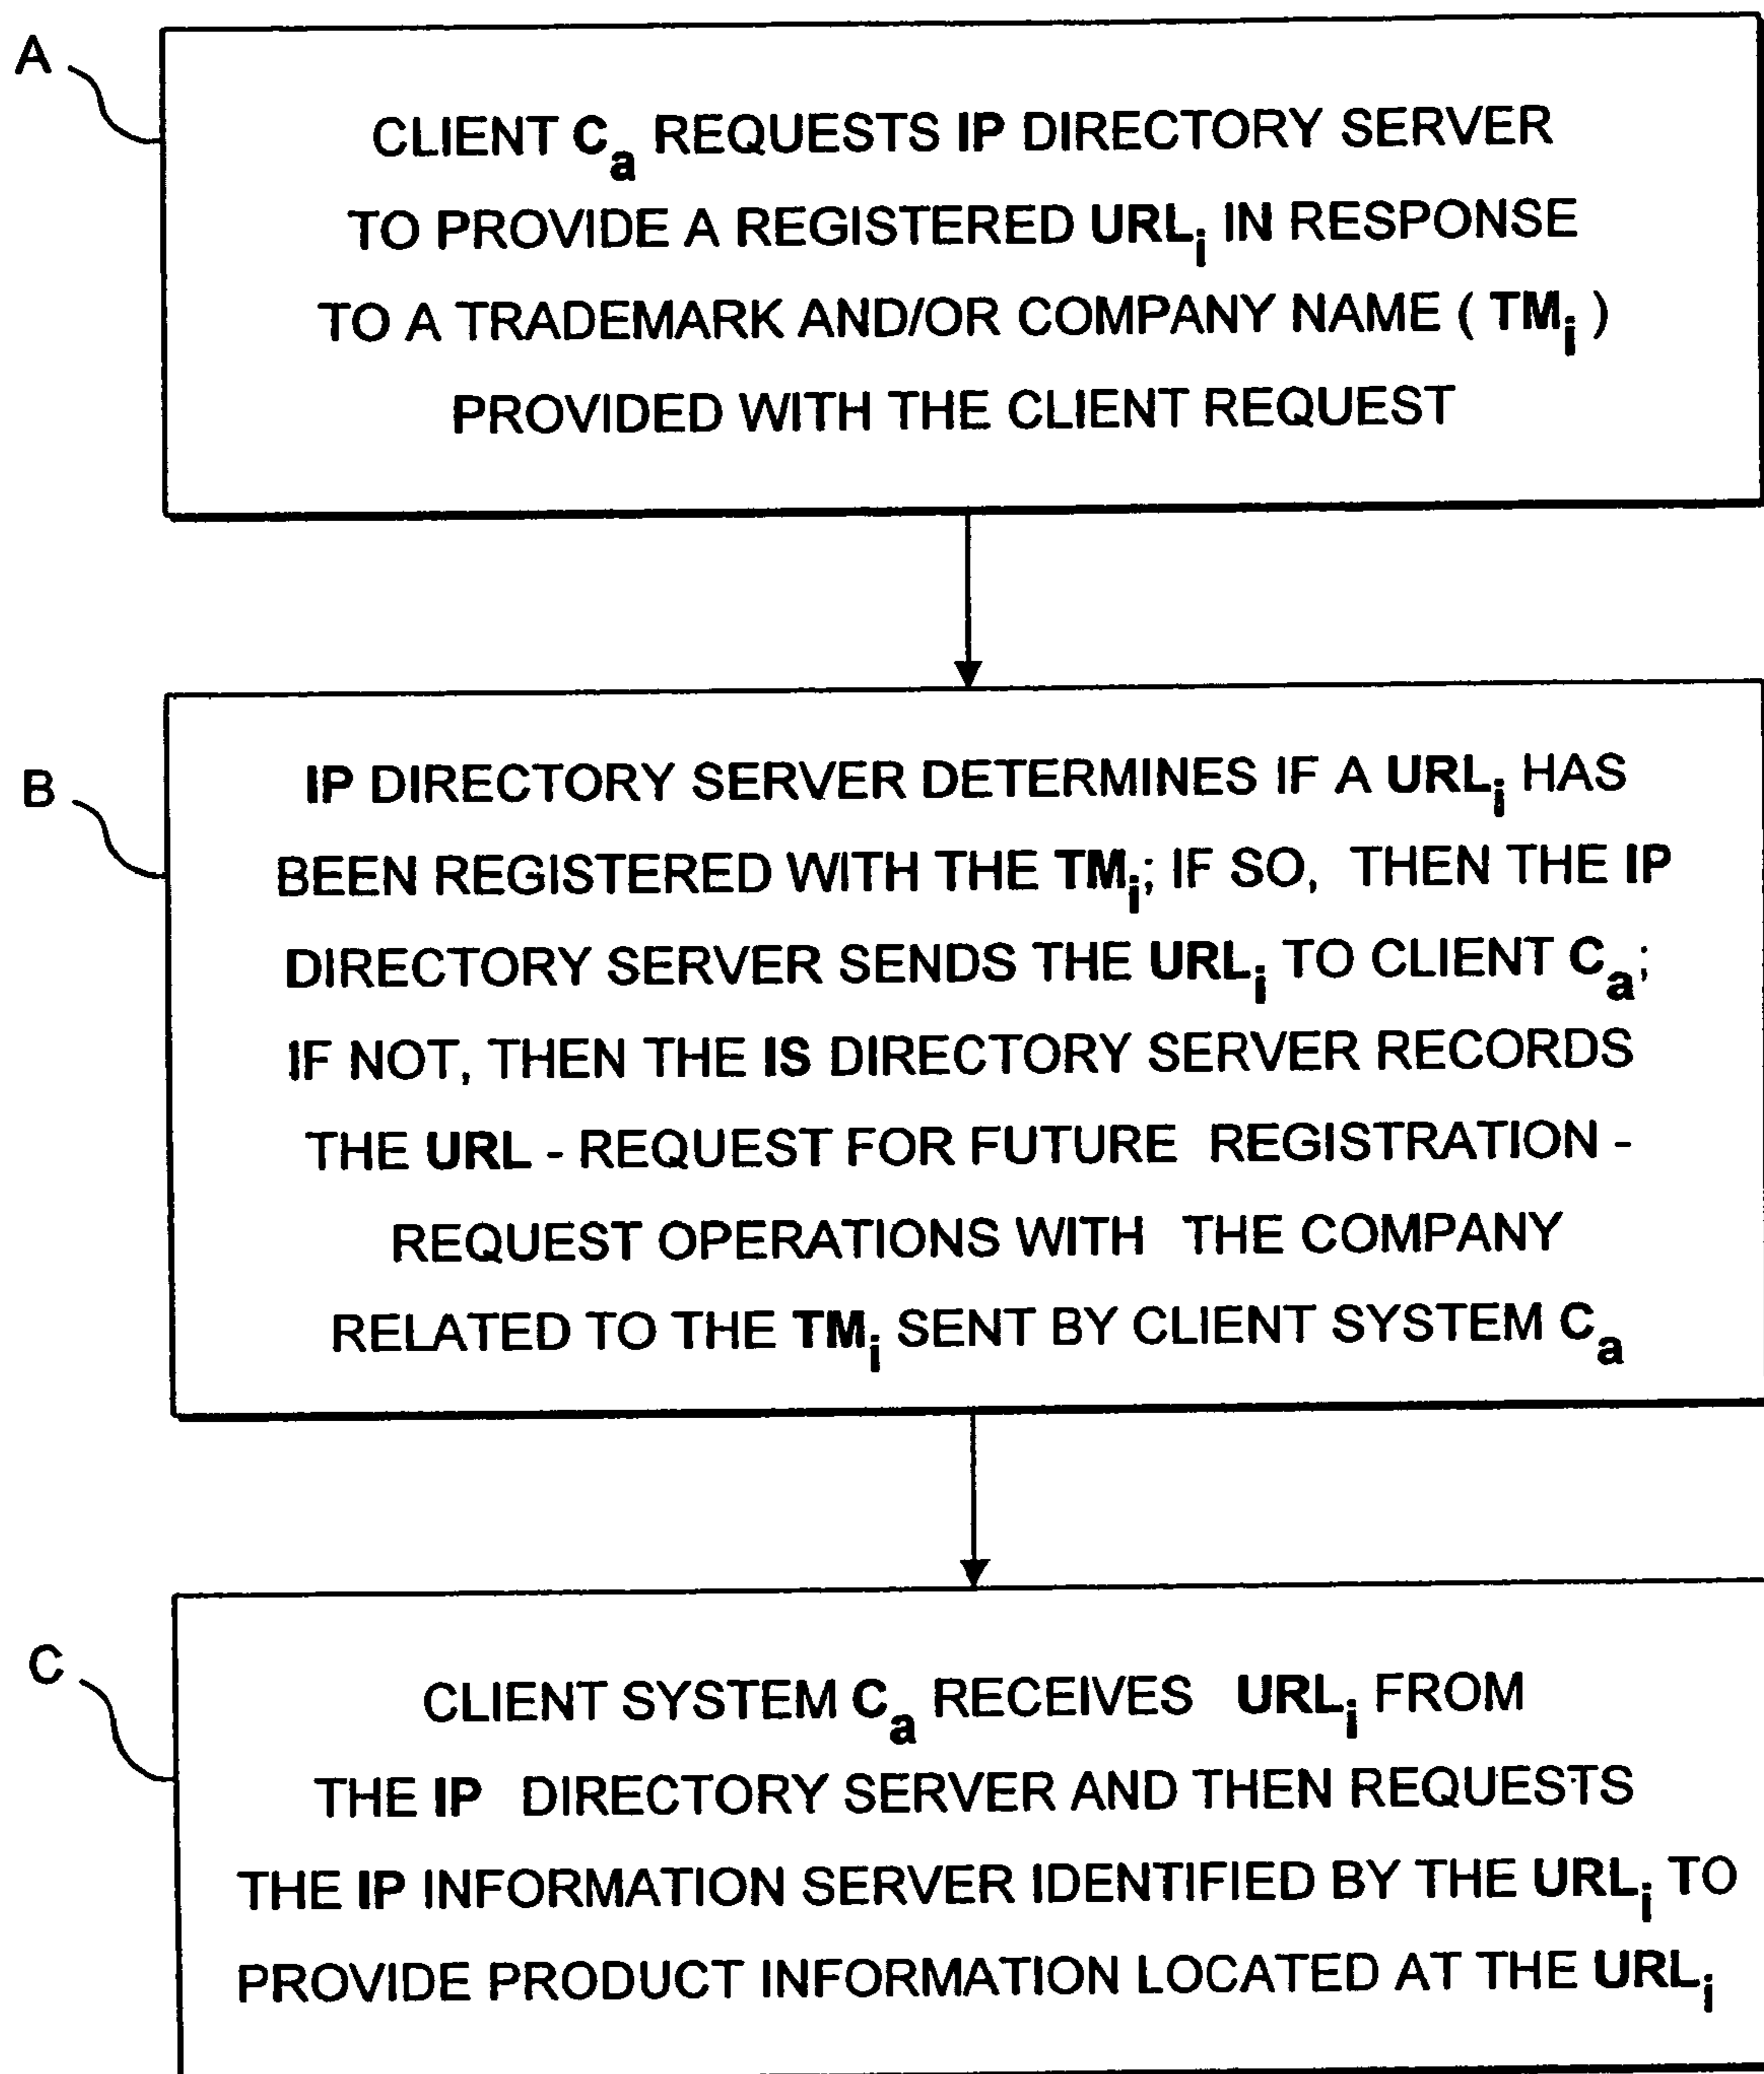 A
CLIENT Ca REQUESTS IP DIRECTORY SERVER
TO PROVIDE A REGISTERED URLi IN RESPONSE
TO A TRADEMARK AND/OR COMPANY NAME ( TMi )
PROVIDED WITH THE CLIENT REQUEST
B
IP DIRECTORY SERVER DETERMINES IF A URLi HAS
BEEN REGISTERED WITH THE TMi; IF SO, THEN THE IP
DIRECTORY SERVER SENDS THE URLi TO CLIENT Ca;
IF NOT, THEN THE IS DIRECTORY SERVER RECORDS
THE URL - REQUEST FOR FUTURE REGISTRATION -
REQUEST OPERATIONS WITH THE COMPANY
RELATED TO THE TMi SENT BY CLIENT SYSTEM Ca
C
CLIENT SYSTEM Ca RECEIVES URLi FROM
THE IP DIRECTORY SERVER AND THEN REQUESTS
THE IP INFORMATION SERVER IDENTIFIED BY THE URLi TO
PROVIDE PRODUCT INFORMATION LOCATED AT THE URLi